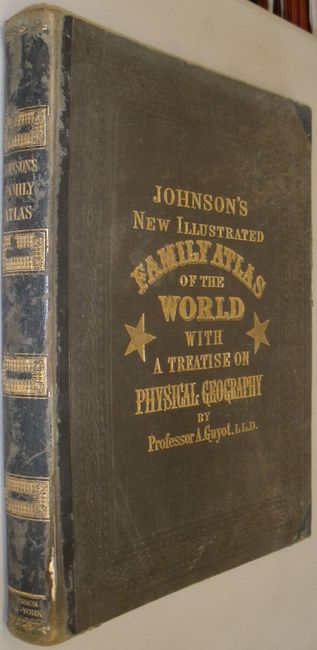 JOHNSON'S
NEW ILLUSTRATED
FAMILY ATLAS
OF THE
WORLD
WITH
A TREATISE ON
PHYSICAL GEOGRAPHY
BY
Professor A. Guyot. L.L.D.
JOHNSON'S
FAMILY
ATLAS